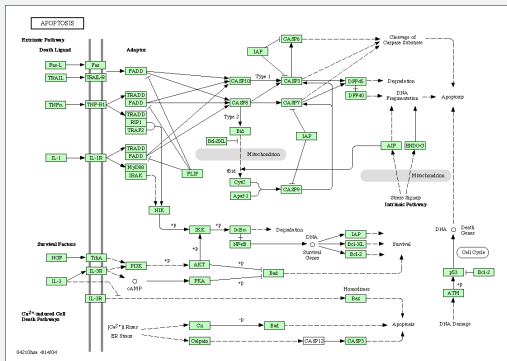 APOPTOSIS
Extrinsic Pathway
Death Ligand
Adaptor
Fas-L
Fas
FADD
TRAIL
TRAIL-R
FADD
TNFα
TNF-R1
TRADD
FADD
TRADD
RIP1
TRAF2
IL-1
IL-1R
TRADD
FADD
MyD88
IRAK
FLIP
NIK
CASP6
IAP
CASP10
Type 1
CASP3
CASP8
CASP7
Type 2
Bid
Bcl-2XL
Mitochondrion
tBid
CytC
Apaf-1
CASP9
IAP
Cleavage of
Caspase Substrate
DFF45
Degradation
DFF40
DNA
Fragmentation
Apoptosis
AIF
ENDO-G
Mitochondrion
Stress Signals
Intrinsic Pathway
IKK
+p
IκBα
Degradation
NFκB
DNA
Survival
Genes
IAP
Bcl-XL
Bcl-2
Survival
Survival Factors
NGF
TrkA
IL-3
IL-3R
cAMP
PI3K
+p
AKT
+p
PKA
+p
Bad
IL-3R
Homodimer
Bax
DNA
Death
Genes
Cell Cycle
p53
Bcl-2
+p
ATM
DNA Damage
Ca2+-induced Cell
Death Pathways
[Ca2+]i Rises
ER Stress
Cn
-p
Bad
Calpain
CASP12
CASP3
Apoptosis